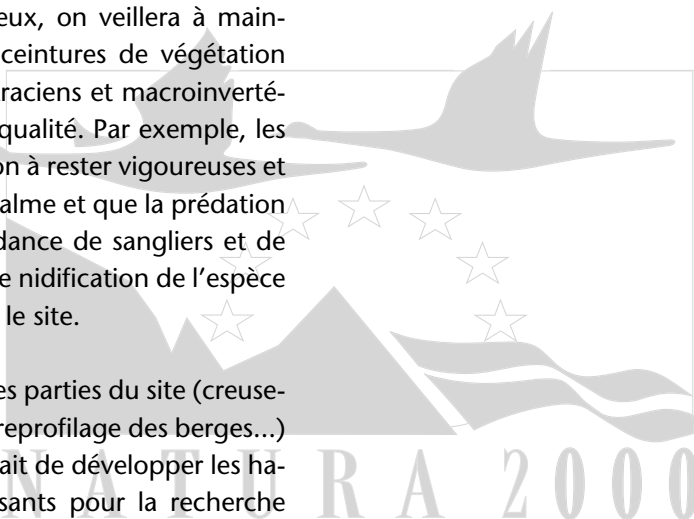 eux, on veillera à main-
ceintures de végétation
raciens et macroinverté-
qualité. Par exemple, les
on à rester vigoureuses et
alme et que la prédation
dance de sangliers et de
e nidification de l'espèce
le site.
es parties du site (creuse-
reprofilage des berges...)
ait de développer les ha-
sants pour la recherche
NATURA 2000